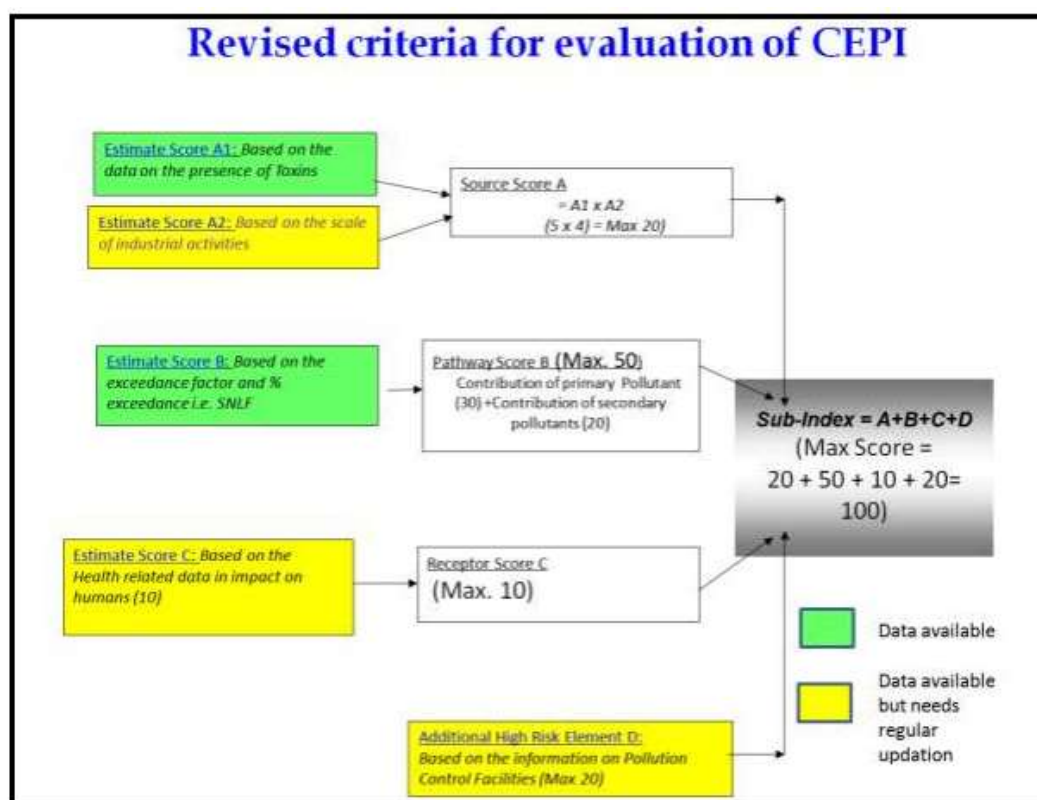 Revised criteria for evaluation of CEPI
Estimate Score A1: Based on the
data on the presence of Toxins
Estimate Score A2: Based on the scale
of industrial activities
Source Score A
= A1 x A2
(5 x 4) = Max 20)
Estimate Score B: Based on the
exceedance factor and %
exceedance i.e. SNLF
Pathway Score B (Max. 50)
Contribution of primary Pollutant
(30) +Contribution of secondary
pollutants (20)
Sub-Index = A+B+C+D
(Max Score =
20 + 50 + 10 + 20=
100)
Estimate Score C: Based on the
Health related data in impact on
humans (10)
Receptor Score C
(Max. 10)
Data available
Data available
but needs
regular
updation
Additional High Risk Element D:
Based on the information on Pollution
Control Facilities (Max 20)